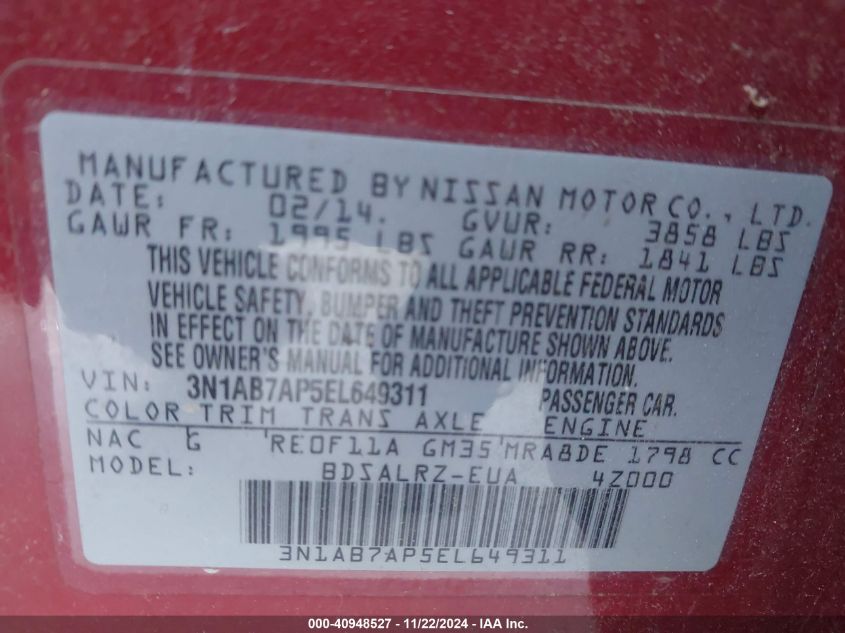 MANUFACTURED BY NISSAN MOTOR CO., LTD.
DATE: 02/14. GVUR: 3858 LBS
GAWR FR: 1995 LBS GAUR RR: 1841 LBS
THIS VEHICLE CONFORMS TO ALL APPLICABLE FEDERAL MOTOR
VEHICLE SAFETY, BUMPER AND THEFT PREVENTION STANDARDS
IN EFFECT ON THE DATE OF MANUFACTURE SHOWN ABOVE.
SEE OWNER'S MANUAL FOR ADDITIONAL INFORMATION.
VIN: 3N1AB7AP5EL649311 PASSENGER CAR.
COLOR TRIM TRANS AXLE ENGINE
NAC G 'RE0F11A GM35'MRA8DE 1798 CC
MODEL: BDSALRZ-EUA 4Z000
3N1AB7AP5EL649311
000-40948527 - 11/22/2024 - IAA Inc.